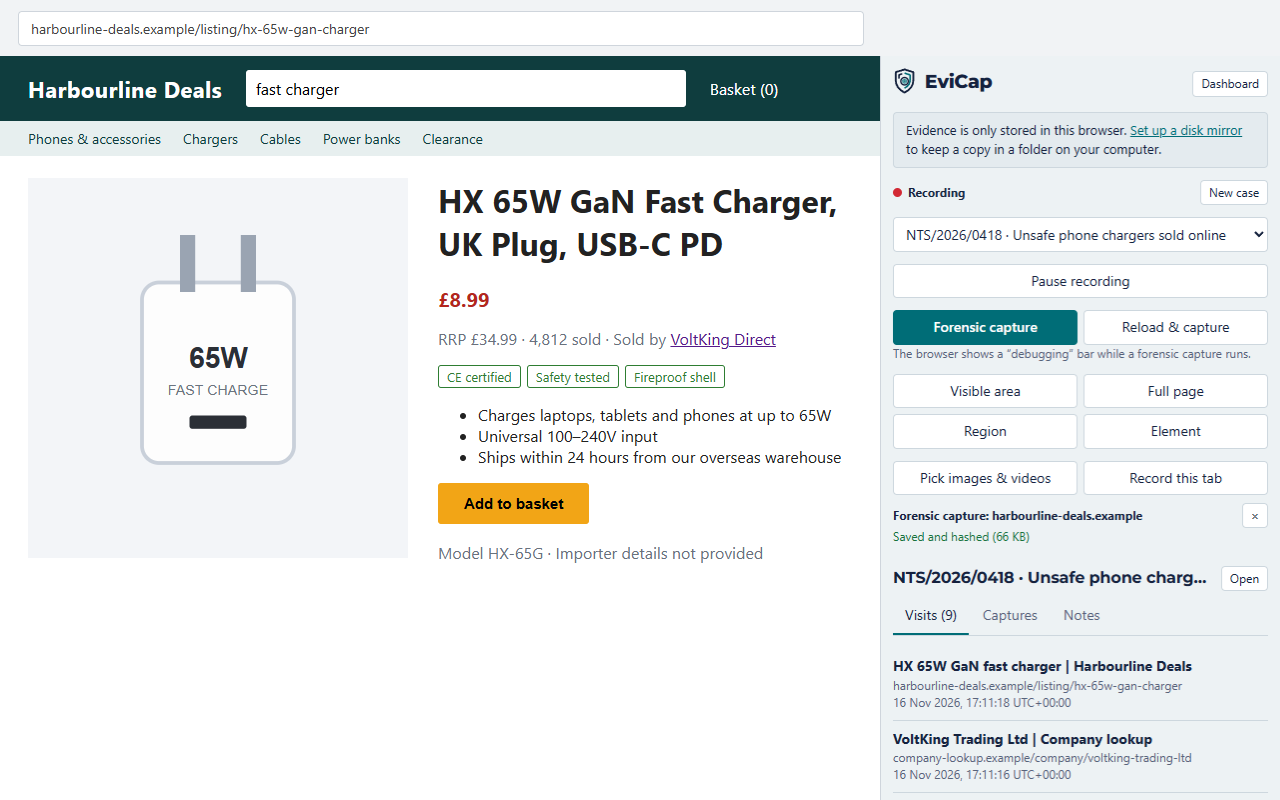 harbourline-deals.example/listing/hx-65w-gan-charger
Harbourline Deals
fast charger
Basket (0)
Phones & accessories
Chargers
Cables
Power banks
Clearance
65W
FAST CHARGE
HX 65W GaN Fast Charger,
UK Plug, USB-C PD
£8.99
RRP £34.99 · 4,812 sold · Sold by VoltKing Direct
CE certified
Safety tested
Fireproof shell
Charges laptops, tablets and phones at up to 65W
Universal 100–240V input
Ships within 24 hours from our overseas warehouse
Add to basket
Model HX-65G · Importer details not provided
EviCap
Dashboard
Evidence is only stored in this browser. Set up a disk mirror
to keep a copy in a folder on your computer.
Recording
New case
NTS/2026/0418 · Unsafe phone chargers sold online
Pause recording
Forensic capture
Reload & capture
The browser shows a “debugging” bar while a forensic capture runs.
Visible area
Full page
Region
Element
Pick images & videos
Record this tab
Forensic capture: harbourline-deals.example
×
Saved and hashed (66 KB)
NTS/2026/0418 · Unsafe phone charg...
Open
Visits (9)
Captures
Notes
HX 65W GaN fast charger | Harbourline Deals
harbourline-deals.example/listing/hx-65w-gan-charger
16 Nov 2026, 17:11:18 UTC+00:00
VoltKing Trading Ltd | Company lookup
company-lookup.example/company/voltking-trading-ltd
16 Nov 2026, 17:11:16 UTC+00:00